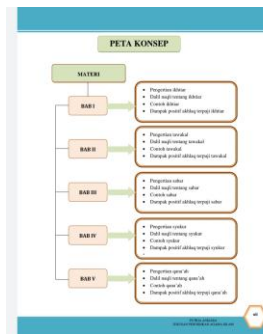 PETA KONSEP
MATERI
BAB I
• Pengertian ikhtiar
• Dalil naqli tentang ikhtiar
• Contoh ikhtiar
• Dampak positif akhlaq terpuji ikhtiar
BAB II
• Pengertian tawakal
• Dalil naqli tentang tawakal
• Contoh tawakal
• Dampak positif akhlaq terpuji tawakal
BAB III
• Pengertian sabar
• Dalil naqli tentang sabar
• Contoh sabar
• Dampak positif akhlaq terpuji sabar
BAB IV
• Pengertian syukur
• Dalil naqli tentang syukur
• Contoh syukur
• Dampak positif akhlaq terpuji syukur
BAB V
• Pengertian qana'ah
• Dalil naqli tentang qana'ah
• Contoh qana'ah
• Dampak positif akhlaq terpuji qana'ah